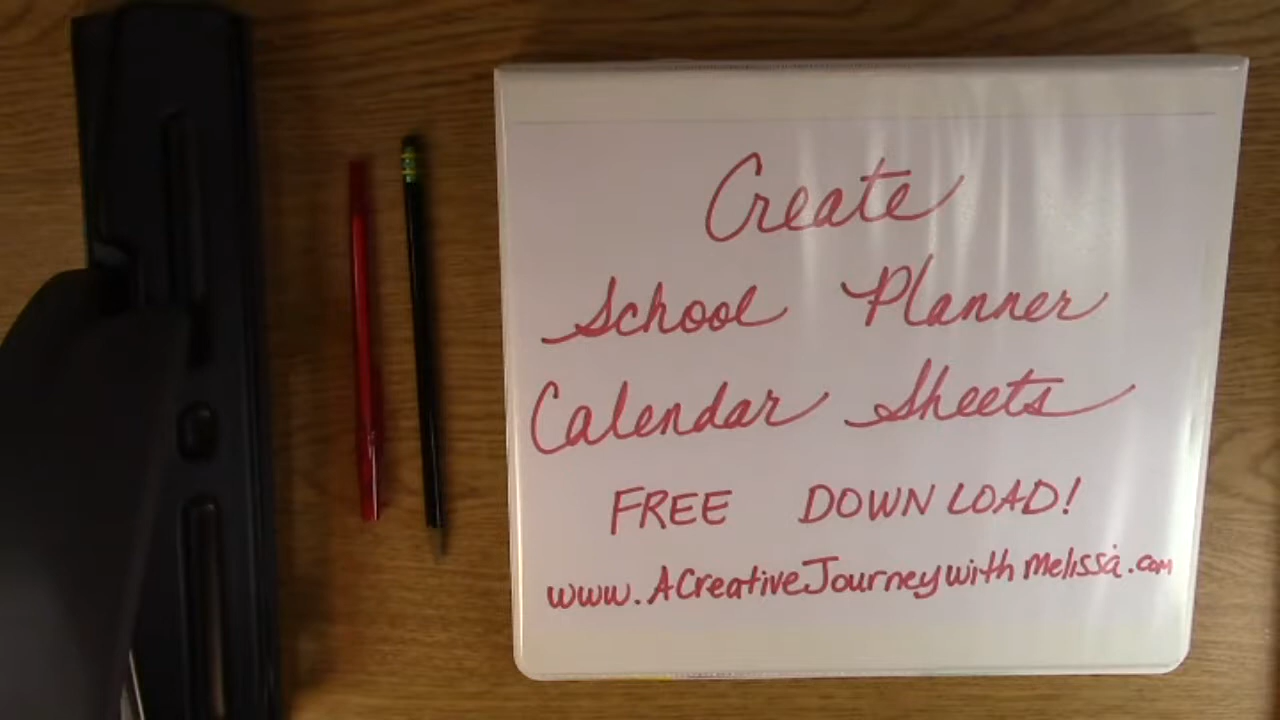 Create
School Planner
Calendar Sheets
FREE DOWNLOAD!
www.ACreativeJourneywithMelissa.com